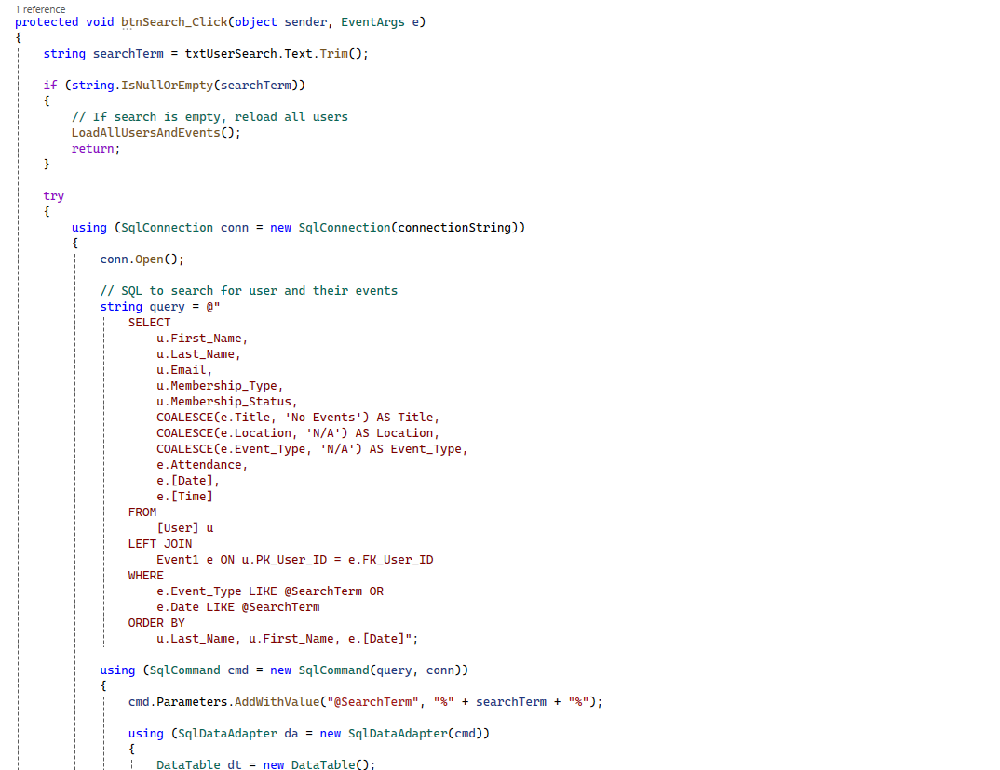 1 reference
protected void btnSearch_Click(object sender, EventArgs e)
{
    string searchTerm = txtUserSearch.Text.Trim();

    if (string.IsNullOrEmpty(searchTerm))
    {
        // If search is empty, reload all users
        LoadAllUsersAndEvents();
        return;
    }

    try
    {
        using (SqlConnection conn = new SqlConnection(connectionString))
        {
            conn.Open();

            // SQL to search for user and their events
            string query = @"
                SELECT
                    u.First_Name,
                    u.Last_Name,
                    u.Email,
                    u.Membership_Type,
                    u.Membership_Status,
                    COALESCE(e.Title, 'No Events') AS Title,
                    COALESCE(e.Location, 'N/A') AS Location,
                    COALESCE(e.Event_Type, 'N/A') AS Event_Type,
                    e.Attendance,
                    e.[Date],
                    e.[Time]
                FROM
                    [User] u
                LEFT JOIN
                    Event1 e ON u.PK_User_ID = e.FK_User_ID
                WHERE
                    e.Event_Type LIKE @SearchTerm OR
                    e.Date LIKE @SearchTerm
                ORDER BY
                    u.Last_Name, u.First_Name, e.[Date]";

            using (SqlCommand cmd = new SqlCommand(query, conn))
            {
                cmd.Parameters.AddWithValue("@SearchTerm", "%" + searchTerm + "%");

                using (SqlDataAdapter da = new SqlDataAdapter(cmd))
                {
                    DataTable dt = new DataTable();